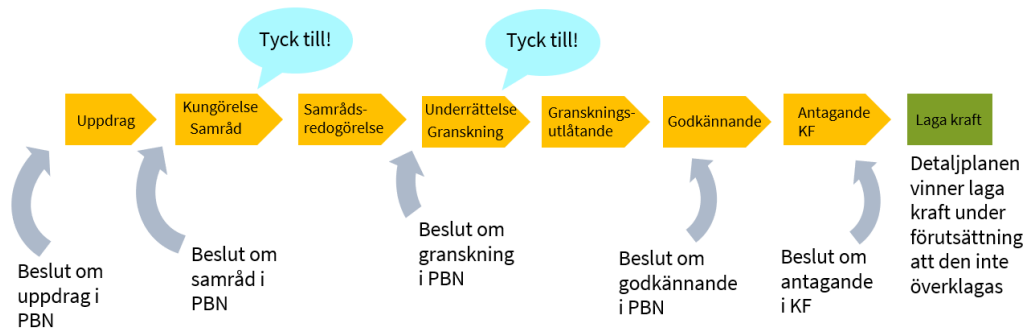 Tyck till!
Tyck till!
Uppdrag
Kungörelse
Samråd
Samråds-
redogörelse
Underrättelse
Granskning
Gransknings-
utlåtande
Godkännande
Antagande
KF
Laga kraft
Detaljplanen
vinner laga
kraft under
förutsättning
att den inte
överklagas
Beslut om
uppdrag i
PBN
Beslut om
samråd i
PBN
Beslut om
granskning
i PBN
Beslut om
godkännande
i PBN
Beslut om
antagande
i KF